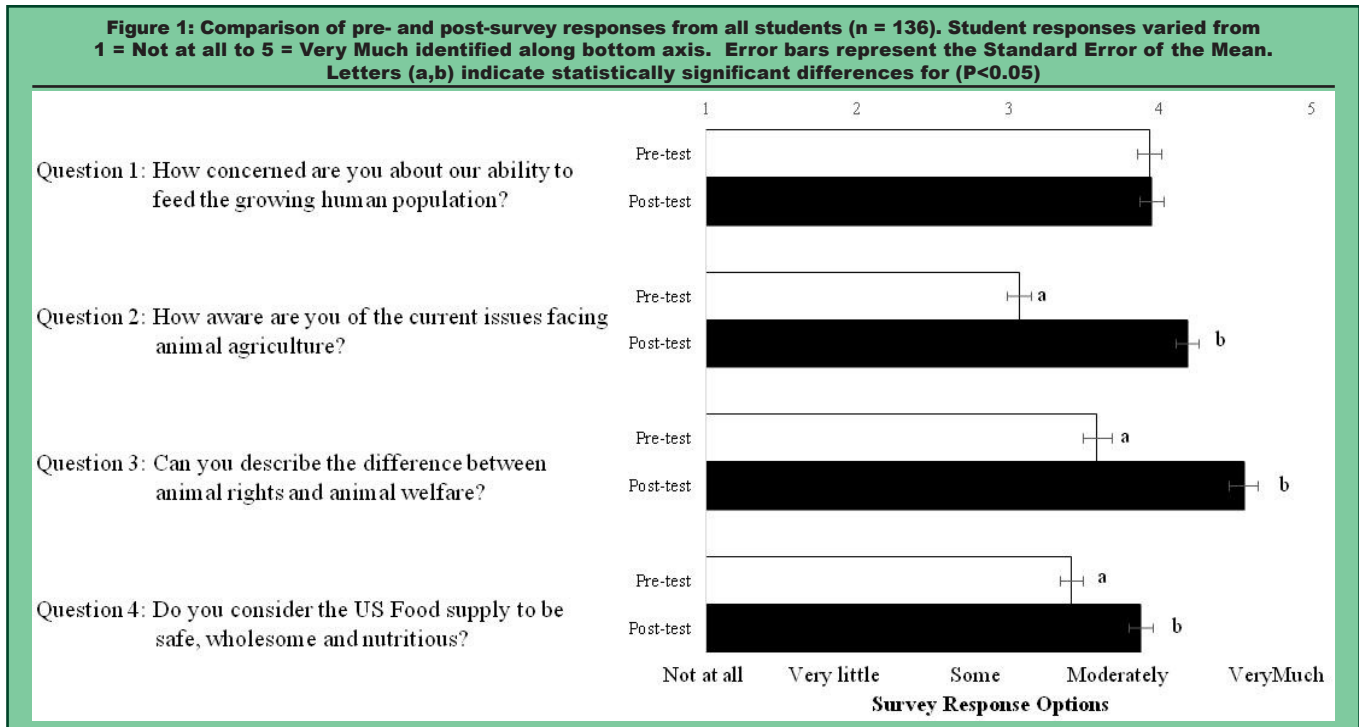 Figure 1: Comparison of pre- and post-survey responses from all students (n = 136). Student responses varied from
1 = Not at all to 5 = Very Much identified along bottom axis. Error bars represent the Standard Error of the Mean.
Letters (a,b) indicate statistically significant differences for (P<0.05)
1 2 3 4 5
Question 1: How concerned are you about our ability to
feed the growing human population?
Pre-test
Post-test
Question 2: How aware are you of the current issues facing
animal agriculture?
Pre-test a
Post-test b
Question 3: Can you describe the difference between
animal rights and animal welfare?
Pre-test a
Post-test b
Question 4: Do you consider the US Food supply to be
safe, wholesome and nutritious?
Pre-test a
Post-test b
Not at all Very little Some Moderately VeryMuch
Survey Response Options